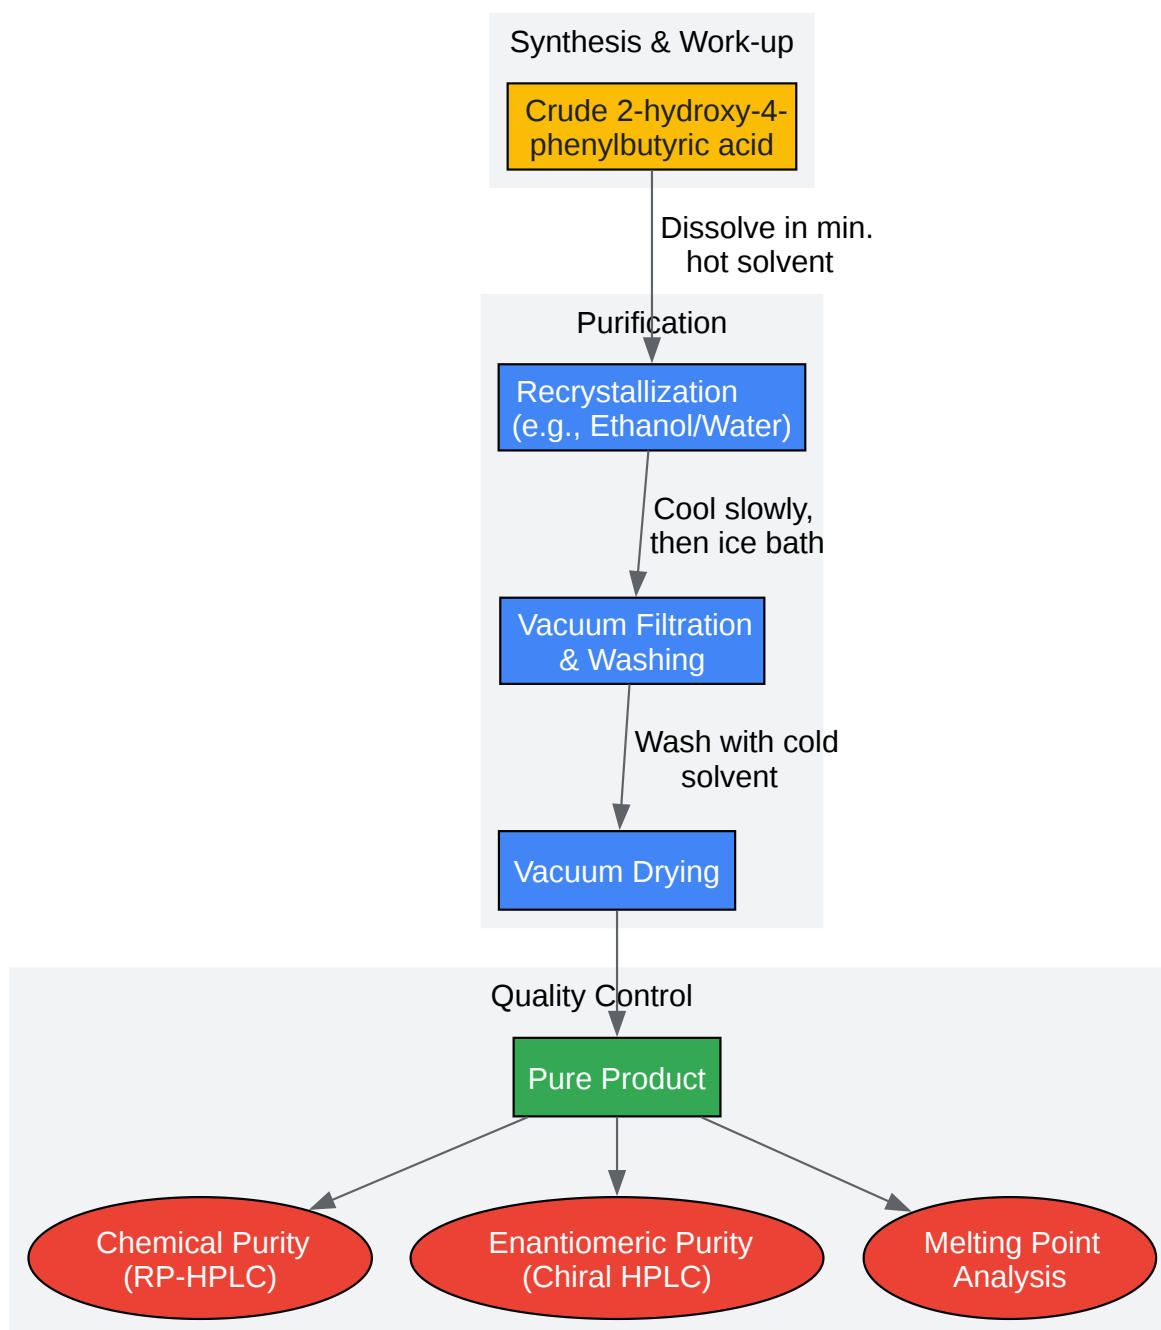 Synthesis & Work-up
Crude 2-hydroxy-4-
phenylbutyric acid
Dissolve in min.
hot solvent
Purification
Recrystallization
(e.g., Ethanol/Water)
Cool slowly,
then ice bath
Vacuum Filtration
& Washing
Wash with cold
solvent
Vacuum Drying
Quality Control
Pure Product
Chemical Purity
(RP-HPLC)
Enantiomeric Purity
(Chiral HPLC)
Melting Point
Analysis